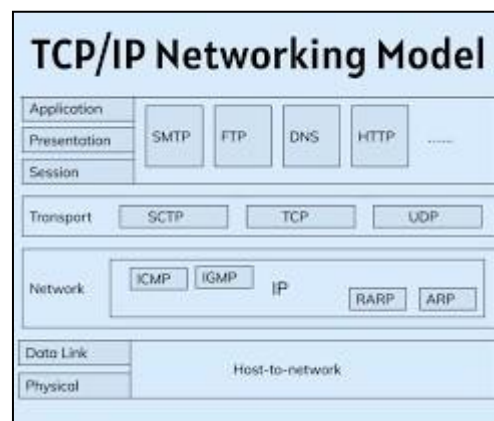 TCP/IP Networking Model
Application
Presentation
Session
SMTP FTP DNS HTTP ......
Transport SCTP TCP UDP
Network
ICMP IGMP IP
RARP ARP
Data Link
Physical
Host-to-network